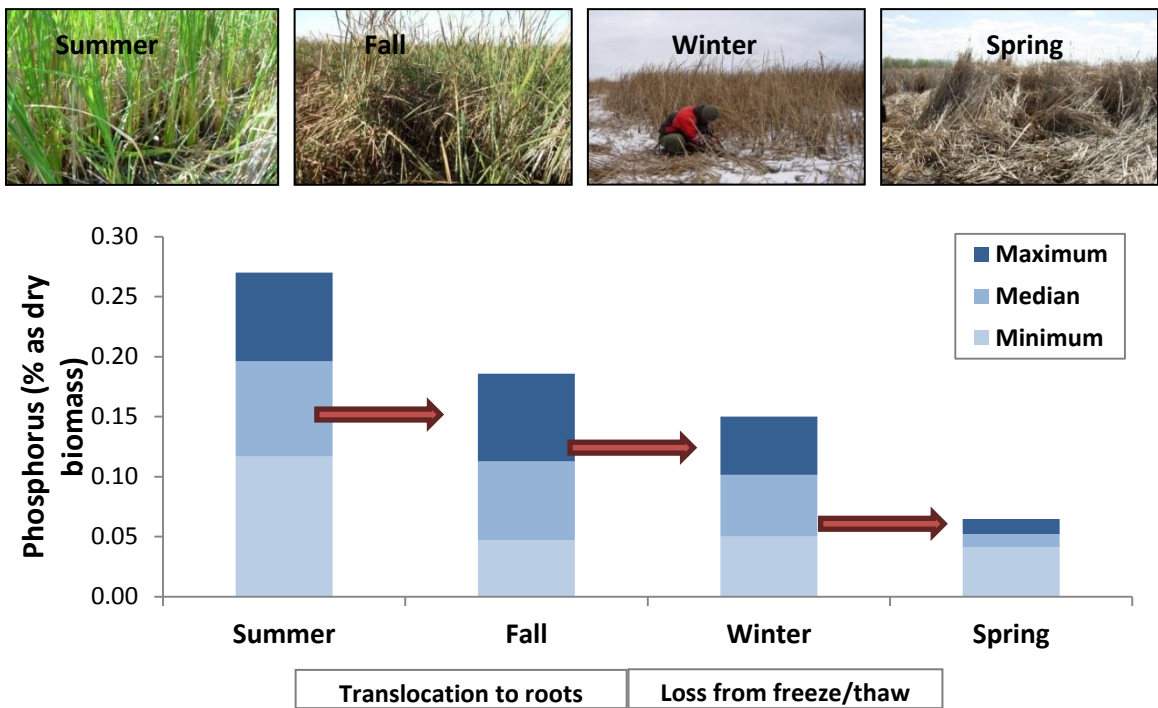 Summer
Fall
Winter
Spring
Phosphorus (% as dry
biomass)
0.30
0.25
0.20
0.15
0.10
0.05
0.00
Maximum
Median
Minimum
Summer
Fall
Winter
Spring
Translocation to roots
Loss from freeze/thaw